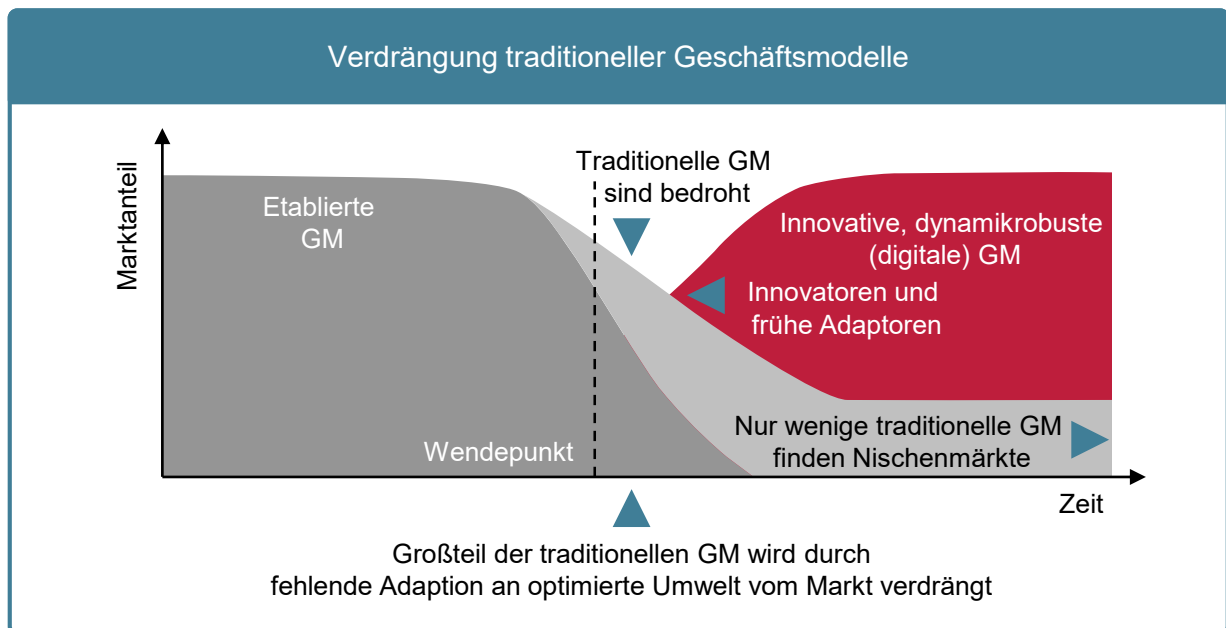 Verdrängung traditioneller Geschäftsmodelle
Marktanteil
Etablierte
GM
Traditionelle GM
sind bedroht
Innovative, dynamikrobuste
(digitale) GM
Innovatoren und
frühe Adaptoren
Wendepunkt
Nur wenige traditionelle GM
finden Nischenmärkte
Zeit
Großteil der traditionellen GM wird durch
fehlende Adaption an optimierte Umwelt vom Markt verdrängt